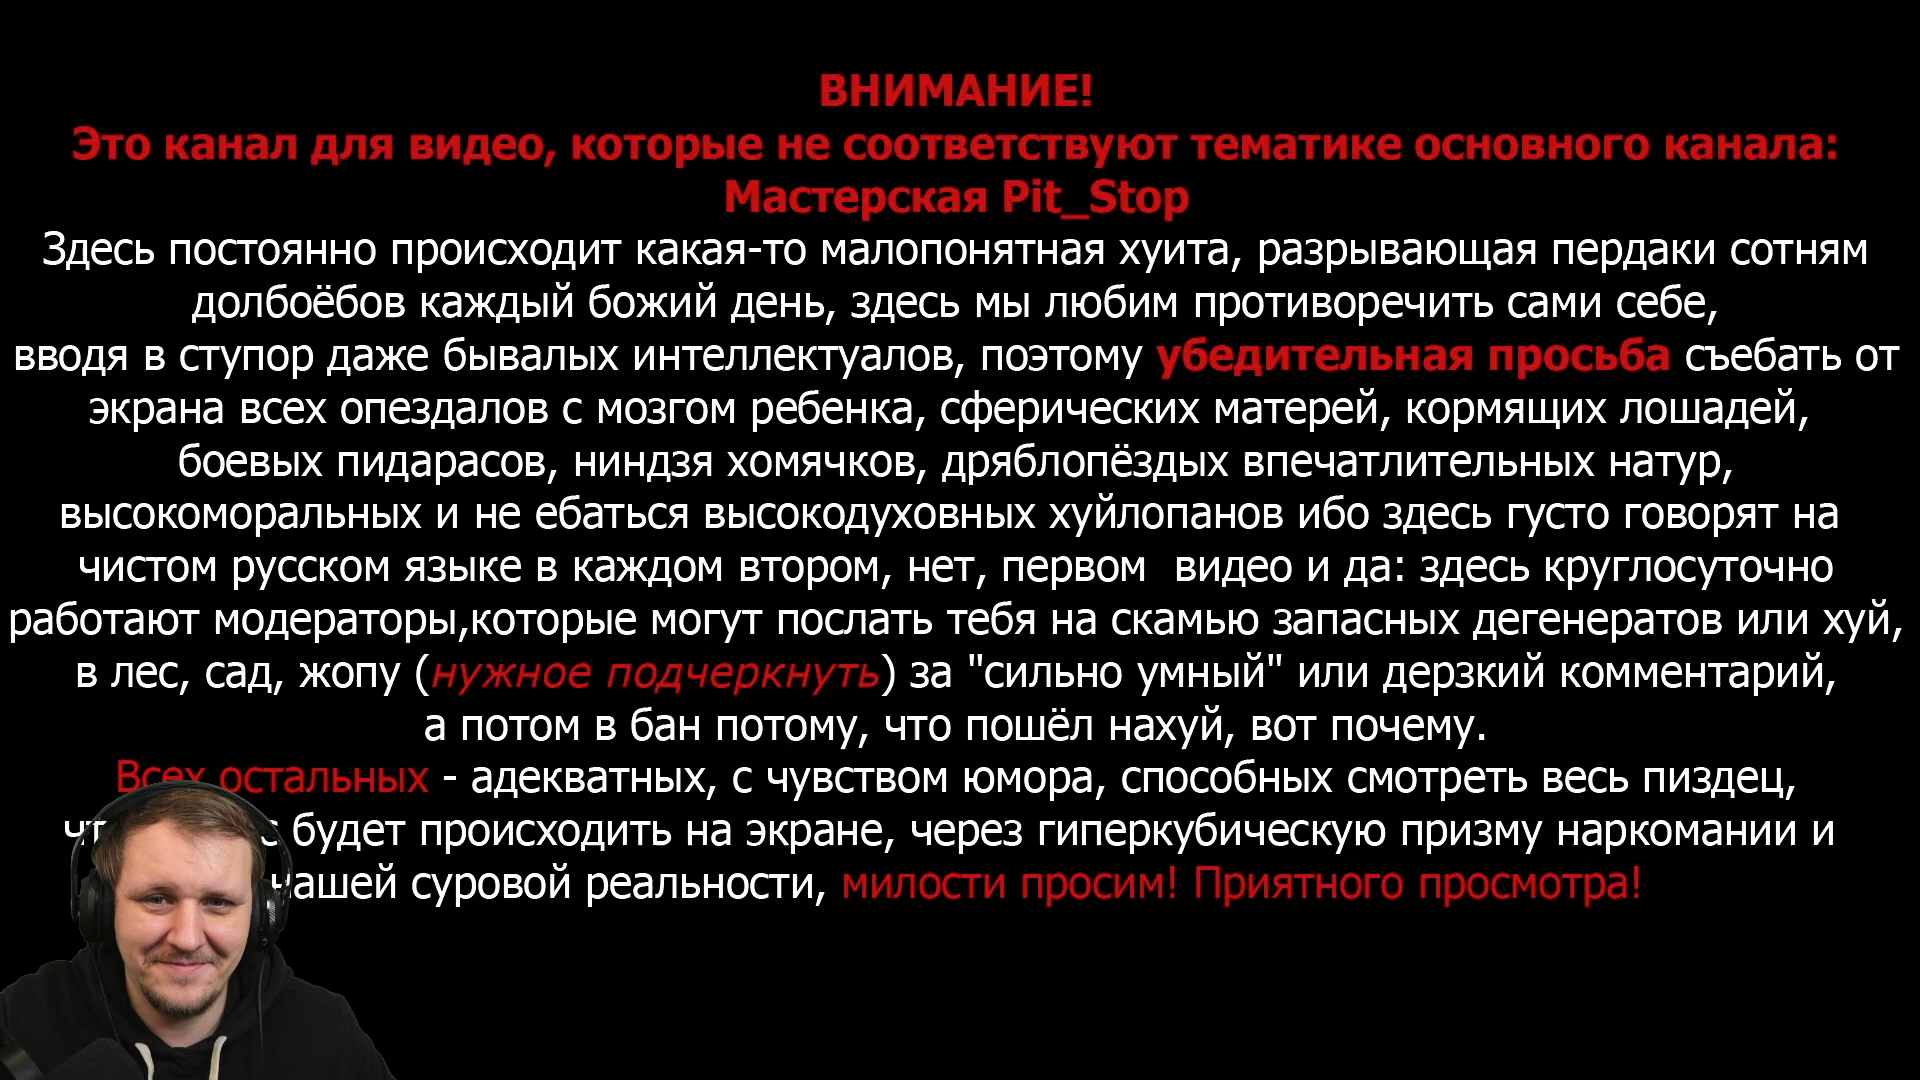 ВНИМАНИЕ!
Это канал для видео, которые не соответствуют тематике основного канала:
Мастерская Pit_Stop
Здесь постоянно происходит какая-то малопонятная хуита, разрывающая пердаки сотням
долбоёбов каждый божий день, здесь мы любим противоречить сами себе,
вводя в ступор даже бывалых интеллектуалов, поэтому убедительная просьба съебать от
экрана всех опездалов с мозгом ребенка, сферических матерей, кормящих лошадей,
боевых пидарасов, ниндзя хомячков, дряблопёздых впечатлительных натур,
высокоморальных и не ебаться высокодуховных хуйлопанов ибо здесь густо говорят на
чистом русском языке в каждом втором, нет, первом  видео и да: здесь круглосуточно
работают модераторы,которые могут послать тебя на скамью запасных дегенератов или хуй,
в лес, сад, жопу (нужное подчеркнуть) за "сильно умный" или дерзкий комментарий,
а потом в бан потому, что пошёл нахуй, вот почему.
Всех остальных - адекватных, с чувством юмора, способных смотреть весь пиздец,
будет происходить на экране, через гиперкубическую призму наркомании и
нашей суровой реальности, милости просим! Приятного просмотра!